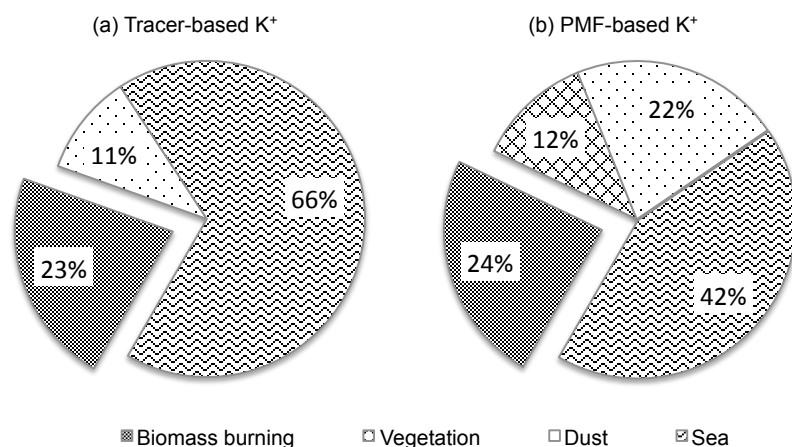 (a) Tracer-based K⁺
(b) PMF-based K⁺
11%
66%
23%
12%
22%
24%
42%
Biomass burning
Vegetation
Dust
Sea